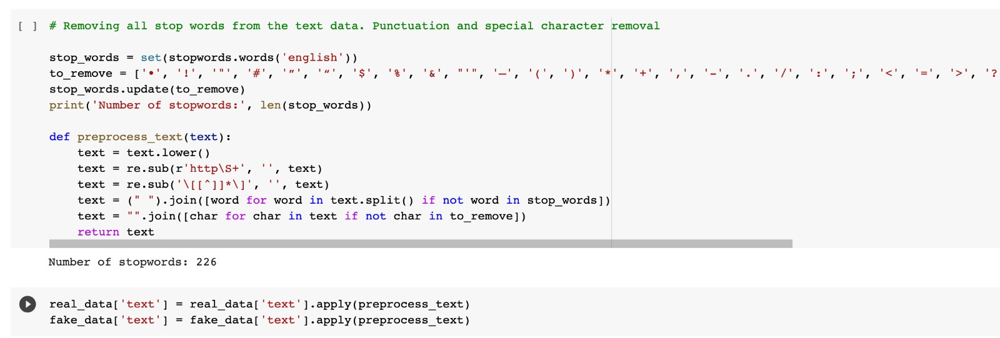 [ ] # Removing all stop words from the text data. Punctuation and special character removal
stop_words = set(stopwords.words('english'))
to_remove = ['•', '!', '"', '#', '”', '“', '$', '%', '&', "'", '–', '(', ')', '*', '+', ',', '-', '.', '/', ':', ';', '<', '=', '>', '?
stop_words.update(to_remove)
print('Number of stopwords:', len(stop_words))
def preprocess_text(text):
    text = text.lower()
    text = re.sub(r'http\S+', '', text)
    text = re.sub('\[[^]]*\]', '', text)
    text = (" ").join([word for word in text.split() if not word in stop_words])
    text = "".join([char for char in text if not char in to_remove])
    return text
Number of stopwords: 226
real_data['text'] = real_data['text'].apply(preprocess_text)
fake_data['text'] = fake_data['text'].apply(preprocess_text)